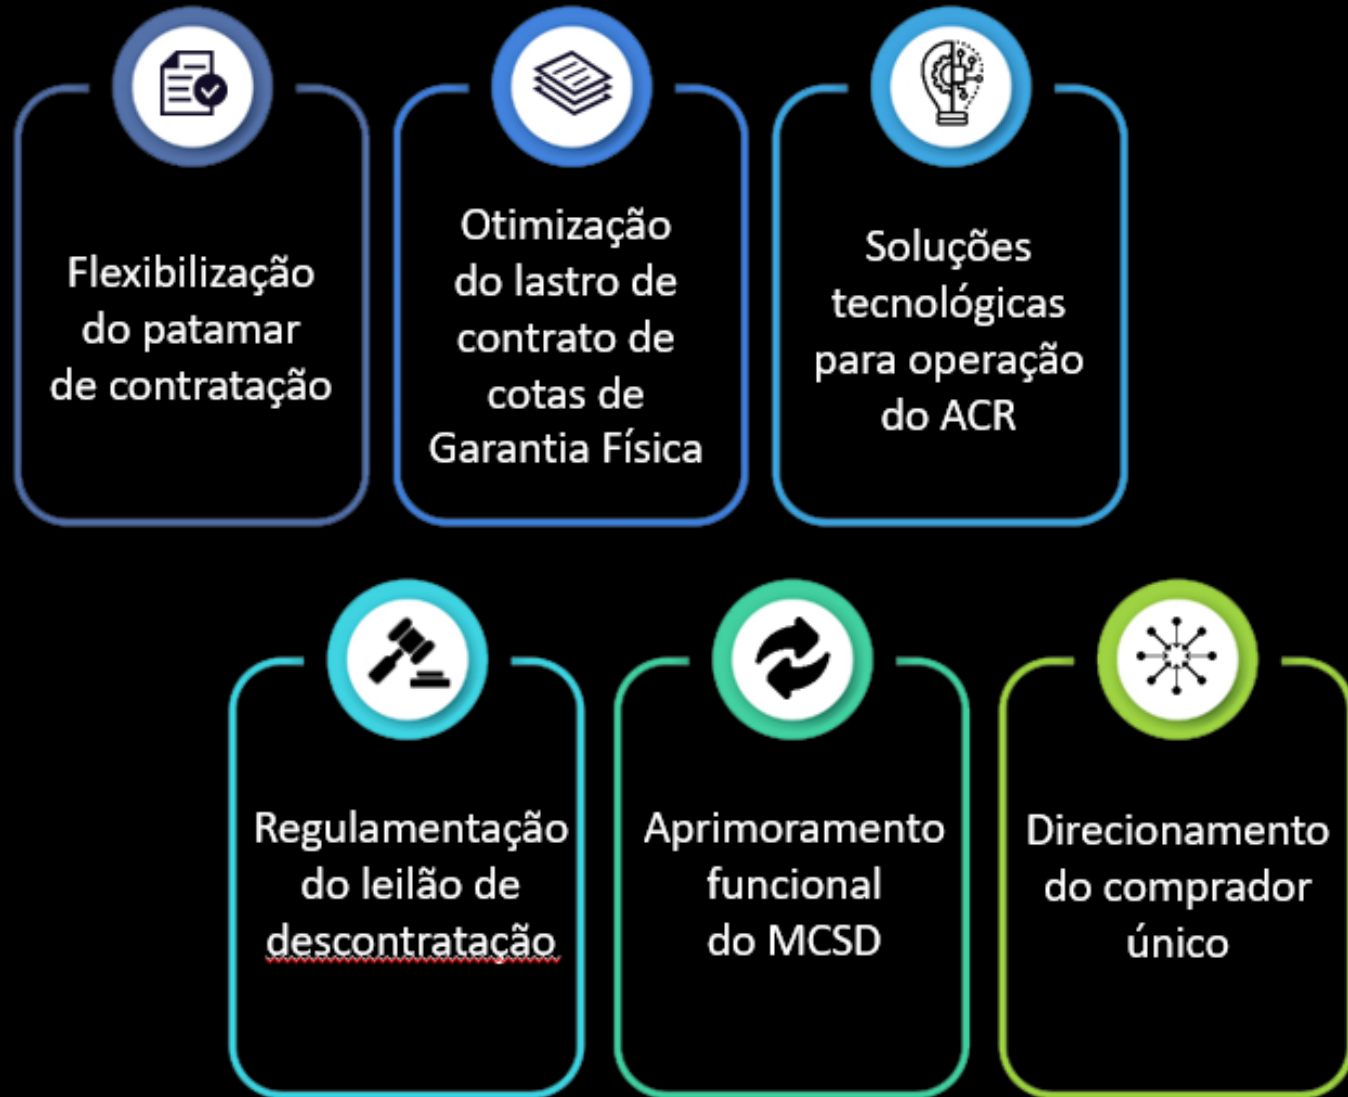 Flexibilização
do patamar
de contratação
Otimização
do lastro de
contrato de
cotas de
Garantia Física
Soluções
tecnológicas
para operação
do ACR
Regulamentação
do leilão de
descontratação
Aprimoramento
funcional
do MCSD
Direcionamento
do comprador
único